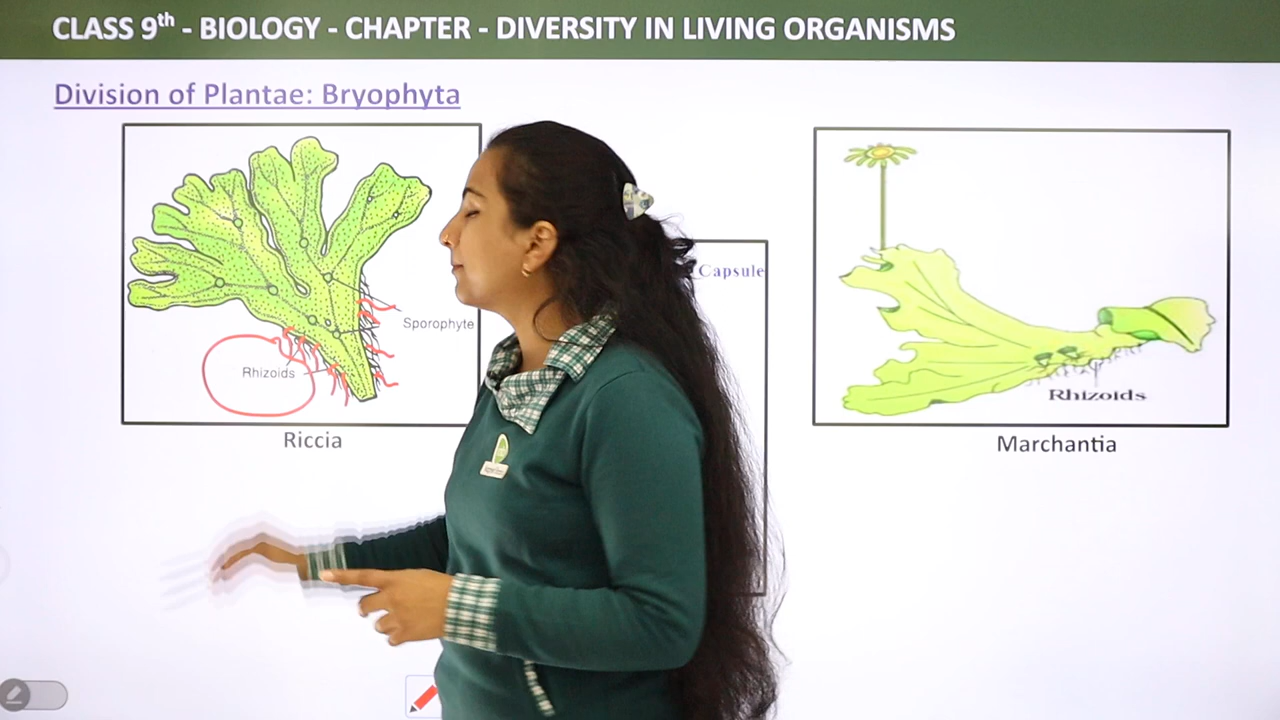 CLASS 9th - BIOLOGY - CHAPTER - DIVERSITY IN LIVING ORGANISMS
Division of Plantae: Bryophyta
Capsule
Sporophyte
Rhizoids
Rhizoids
Riccia
Marchantia